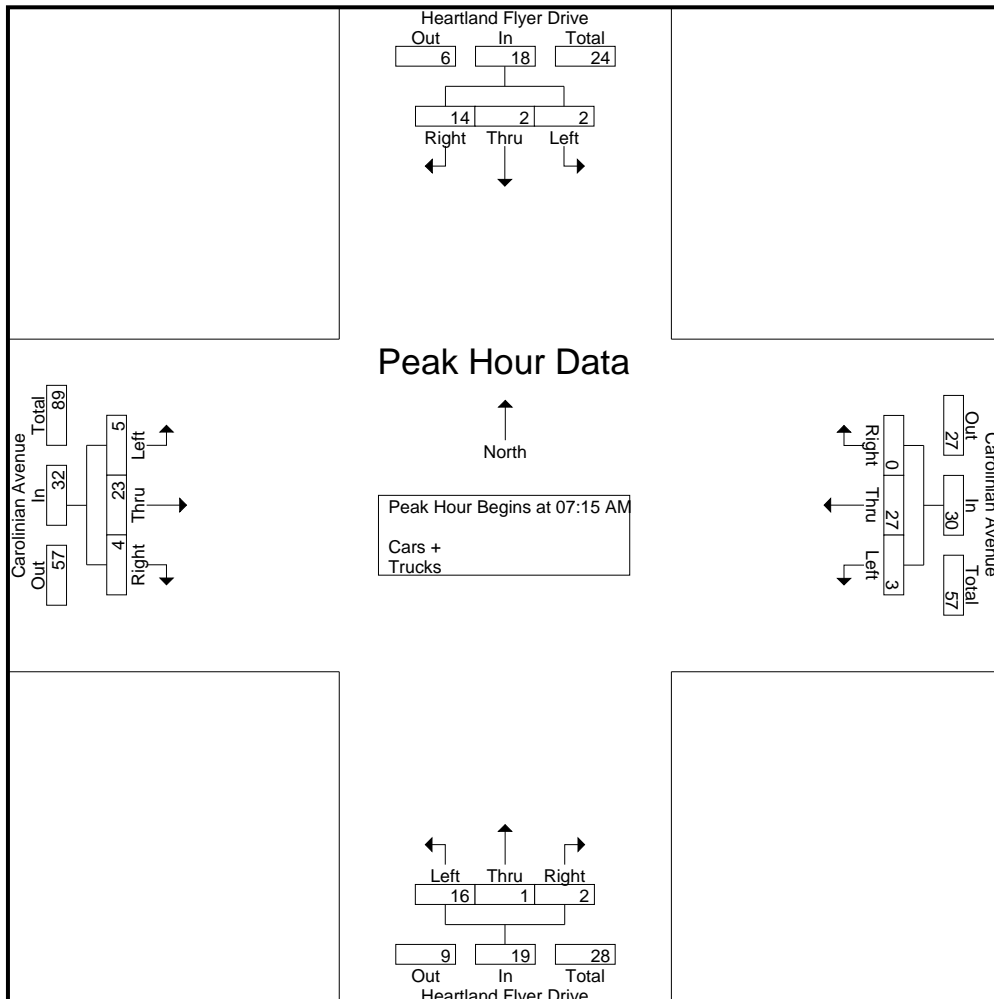 Heartland Flyer Drive
Out In Total
6 18 24
14 2 2
Right Thru Left
Peak Hour Data
North
Peak Hour Begins at 07:15 AM
Cars +
Trucks
Carolinian Avenue
Total In Out
89 32 57
5 23 4
Left Thru Right
Carolinian Avenue
Out In Total
27 30 57
0 27 3
Right Thru Left
Left Thru Right
16 1 2
9 19 28
Out In Total
Heartland Flyer Drive